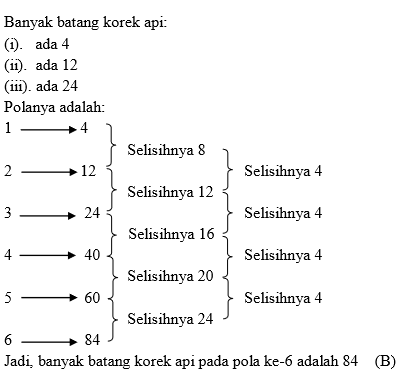 Banyak batang korek api:
(i). ada 4
(ii). ada 12
(iii). ada 24
Polanya adalah:
1 4
Selisihnya 8
2 12 Selisihnya 4
Selisihnya 12
3 24 Selisihnya 4
Selisihnya 16
4 40 Selisihnya 4
Selisihnya 20
5 60 Selisihnya 4
Selisihnya 24
6 84
Jadi, banyak batang korek api pada pola ke-6 adalah 84 (B)